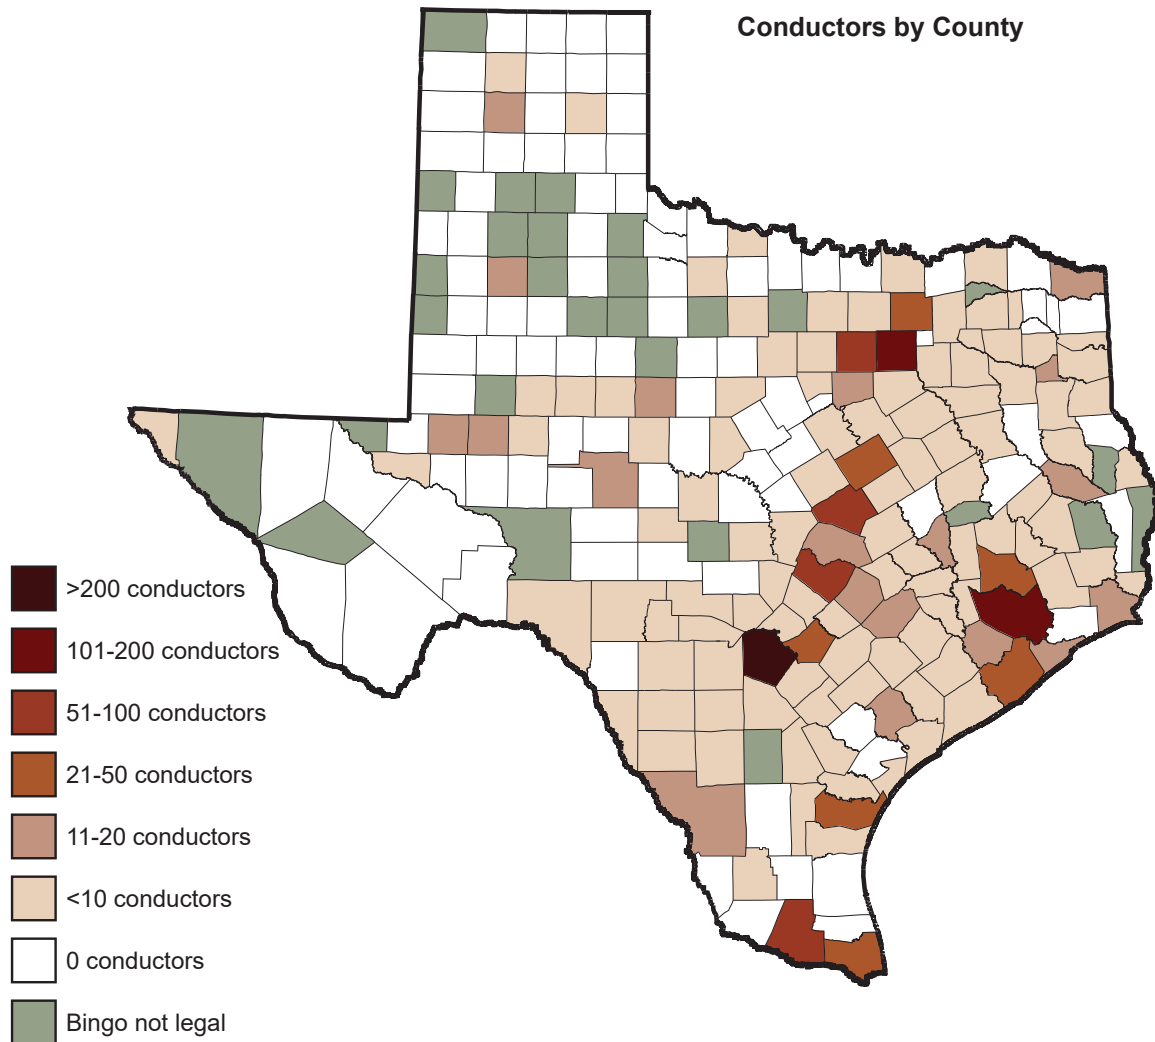 Conductors by County
>200 conductors
101-200 conductors
51-100 conductors
21-50 conductors
11-20 conductors
<10 conductors
0 conductors
Bingo not legal